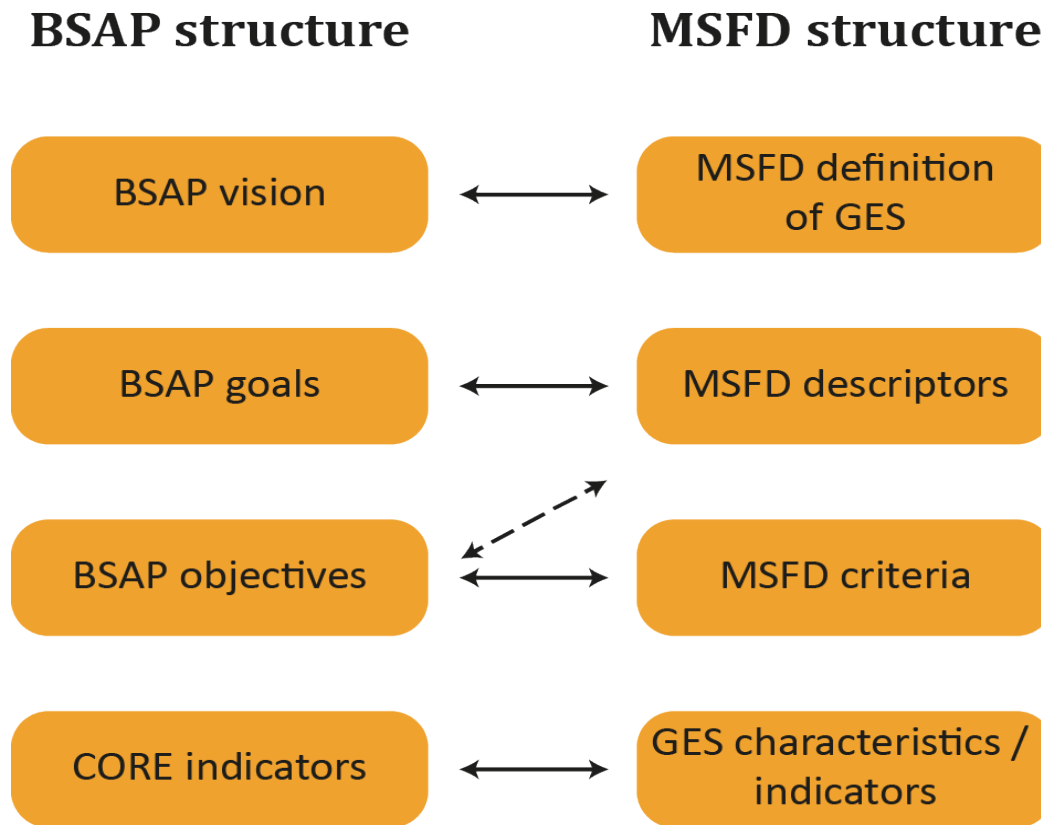 BSAP structure
MSFD structure
BSAP vision
MSFD definition
of GES
BSAP goals
MSFD descriptors
BSAP objectives
MSFD criteria
CORE indicators
GES characteristics /
indicators